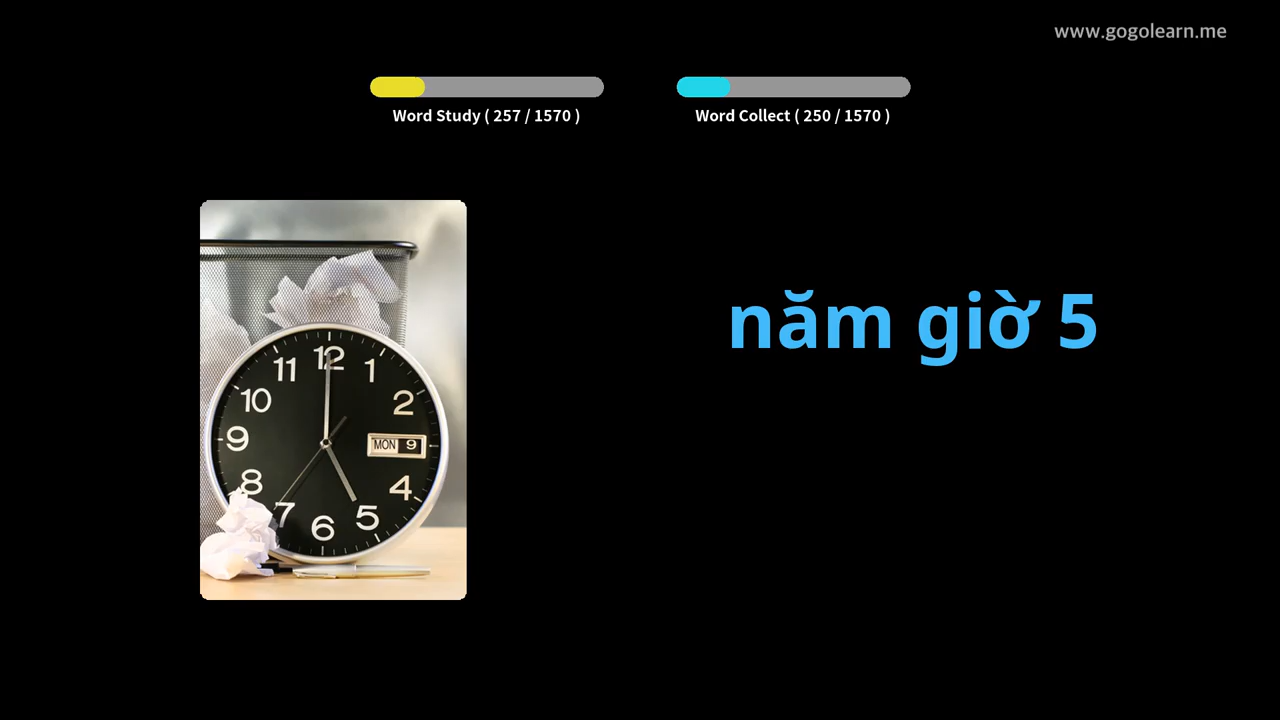 www.gogolearn.me
Word Study ( 257 / 1570 )
Word Collect ( 250 / 1570 )
năm giờ 5
12
11
1
10
2
9
MON 9
8
4
7
5
6